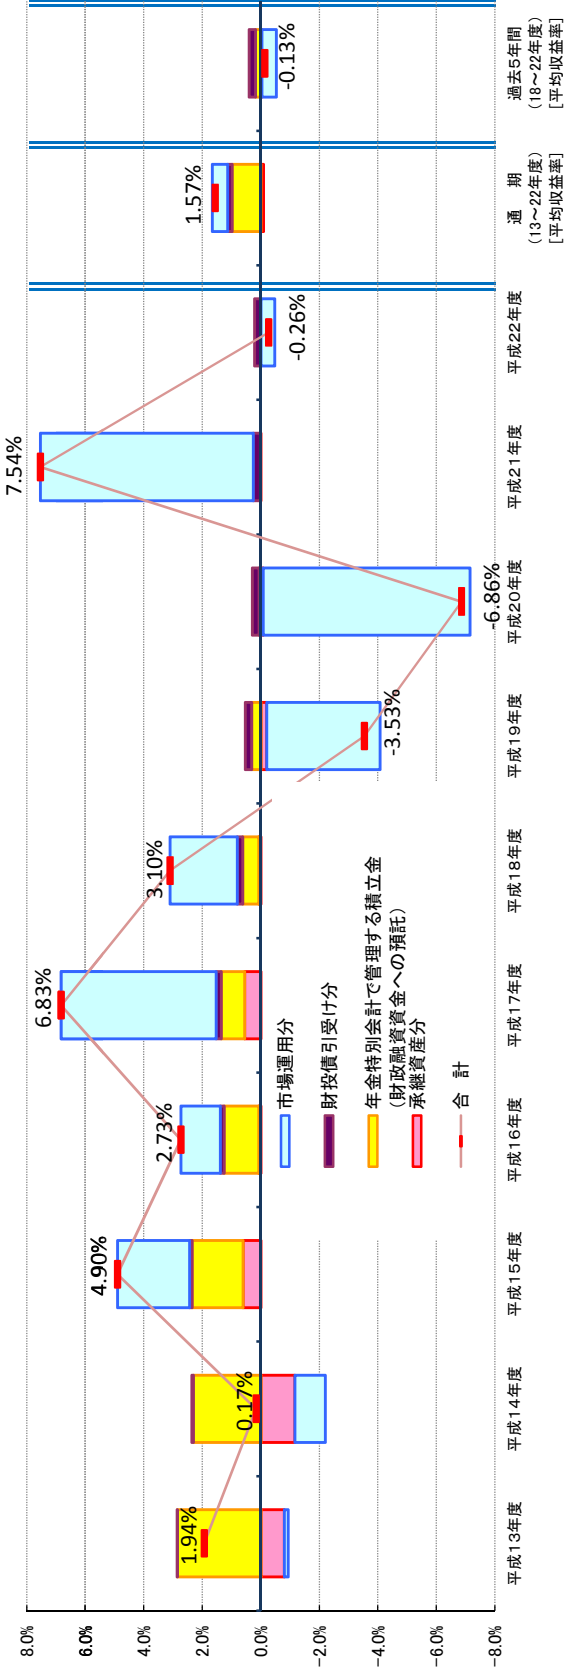 8.0%
6.0%
4.0%
2.0%
0.0%
-2.0%
-4.0%
-6.0%
-8.0%
1.94%
0.17%
4.90%
2.73%
6.83%
3.10%
-3.53%
-6.86%
7.54%
-0.26%
1.57%
-0.13%
市場運用分
財投債引受け分
年金特別会計で管理する積立金
（財政融資資金への預託）
承継資産分
合 計
平成13年度
平成14年度
平成15年度
平成16年度
平成17年度
平成18年度
平成19年度
平成20年度
平成21年度
平成22年度
通 期
（13～22年度）
[平均収益率]
過去5年間
（18～22年度）
[平均収益率]